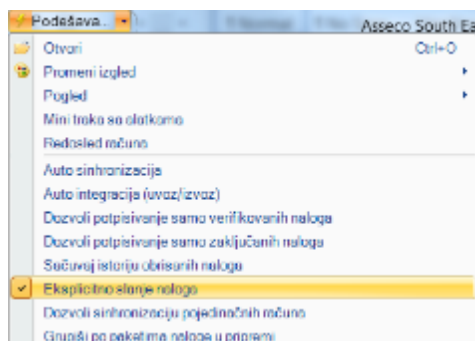 Podešava...
Asseco South Ea
Otvori Ctrl+O
Promeni izgled
Pogled
Mini traka sa alatkama
Redosled računa
Auto sinhronizacija
Auto integracija (uvoz/izvoz)
Dozvoli potpisivanje samo verifikovanih naloga
Dozvoli potpisivanje samo zaključanih naloga
Sačuvaj istoriju obrisanih naloga
Eksplicitno slanje naloga
Dozvoli sinhronizaciju pojedinačnih računa
Grupiši po paketima naloge u pripremi